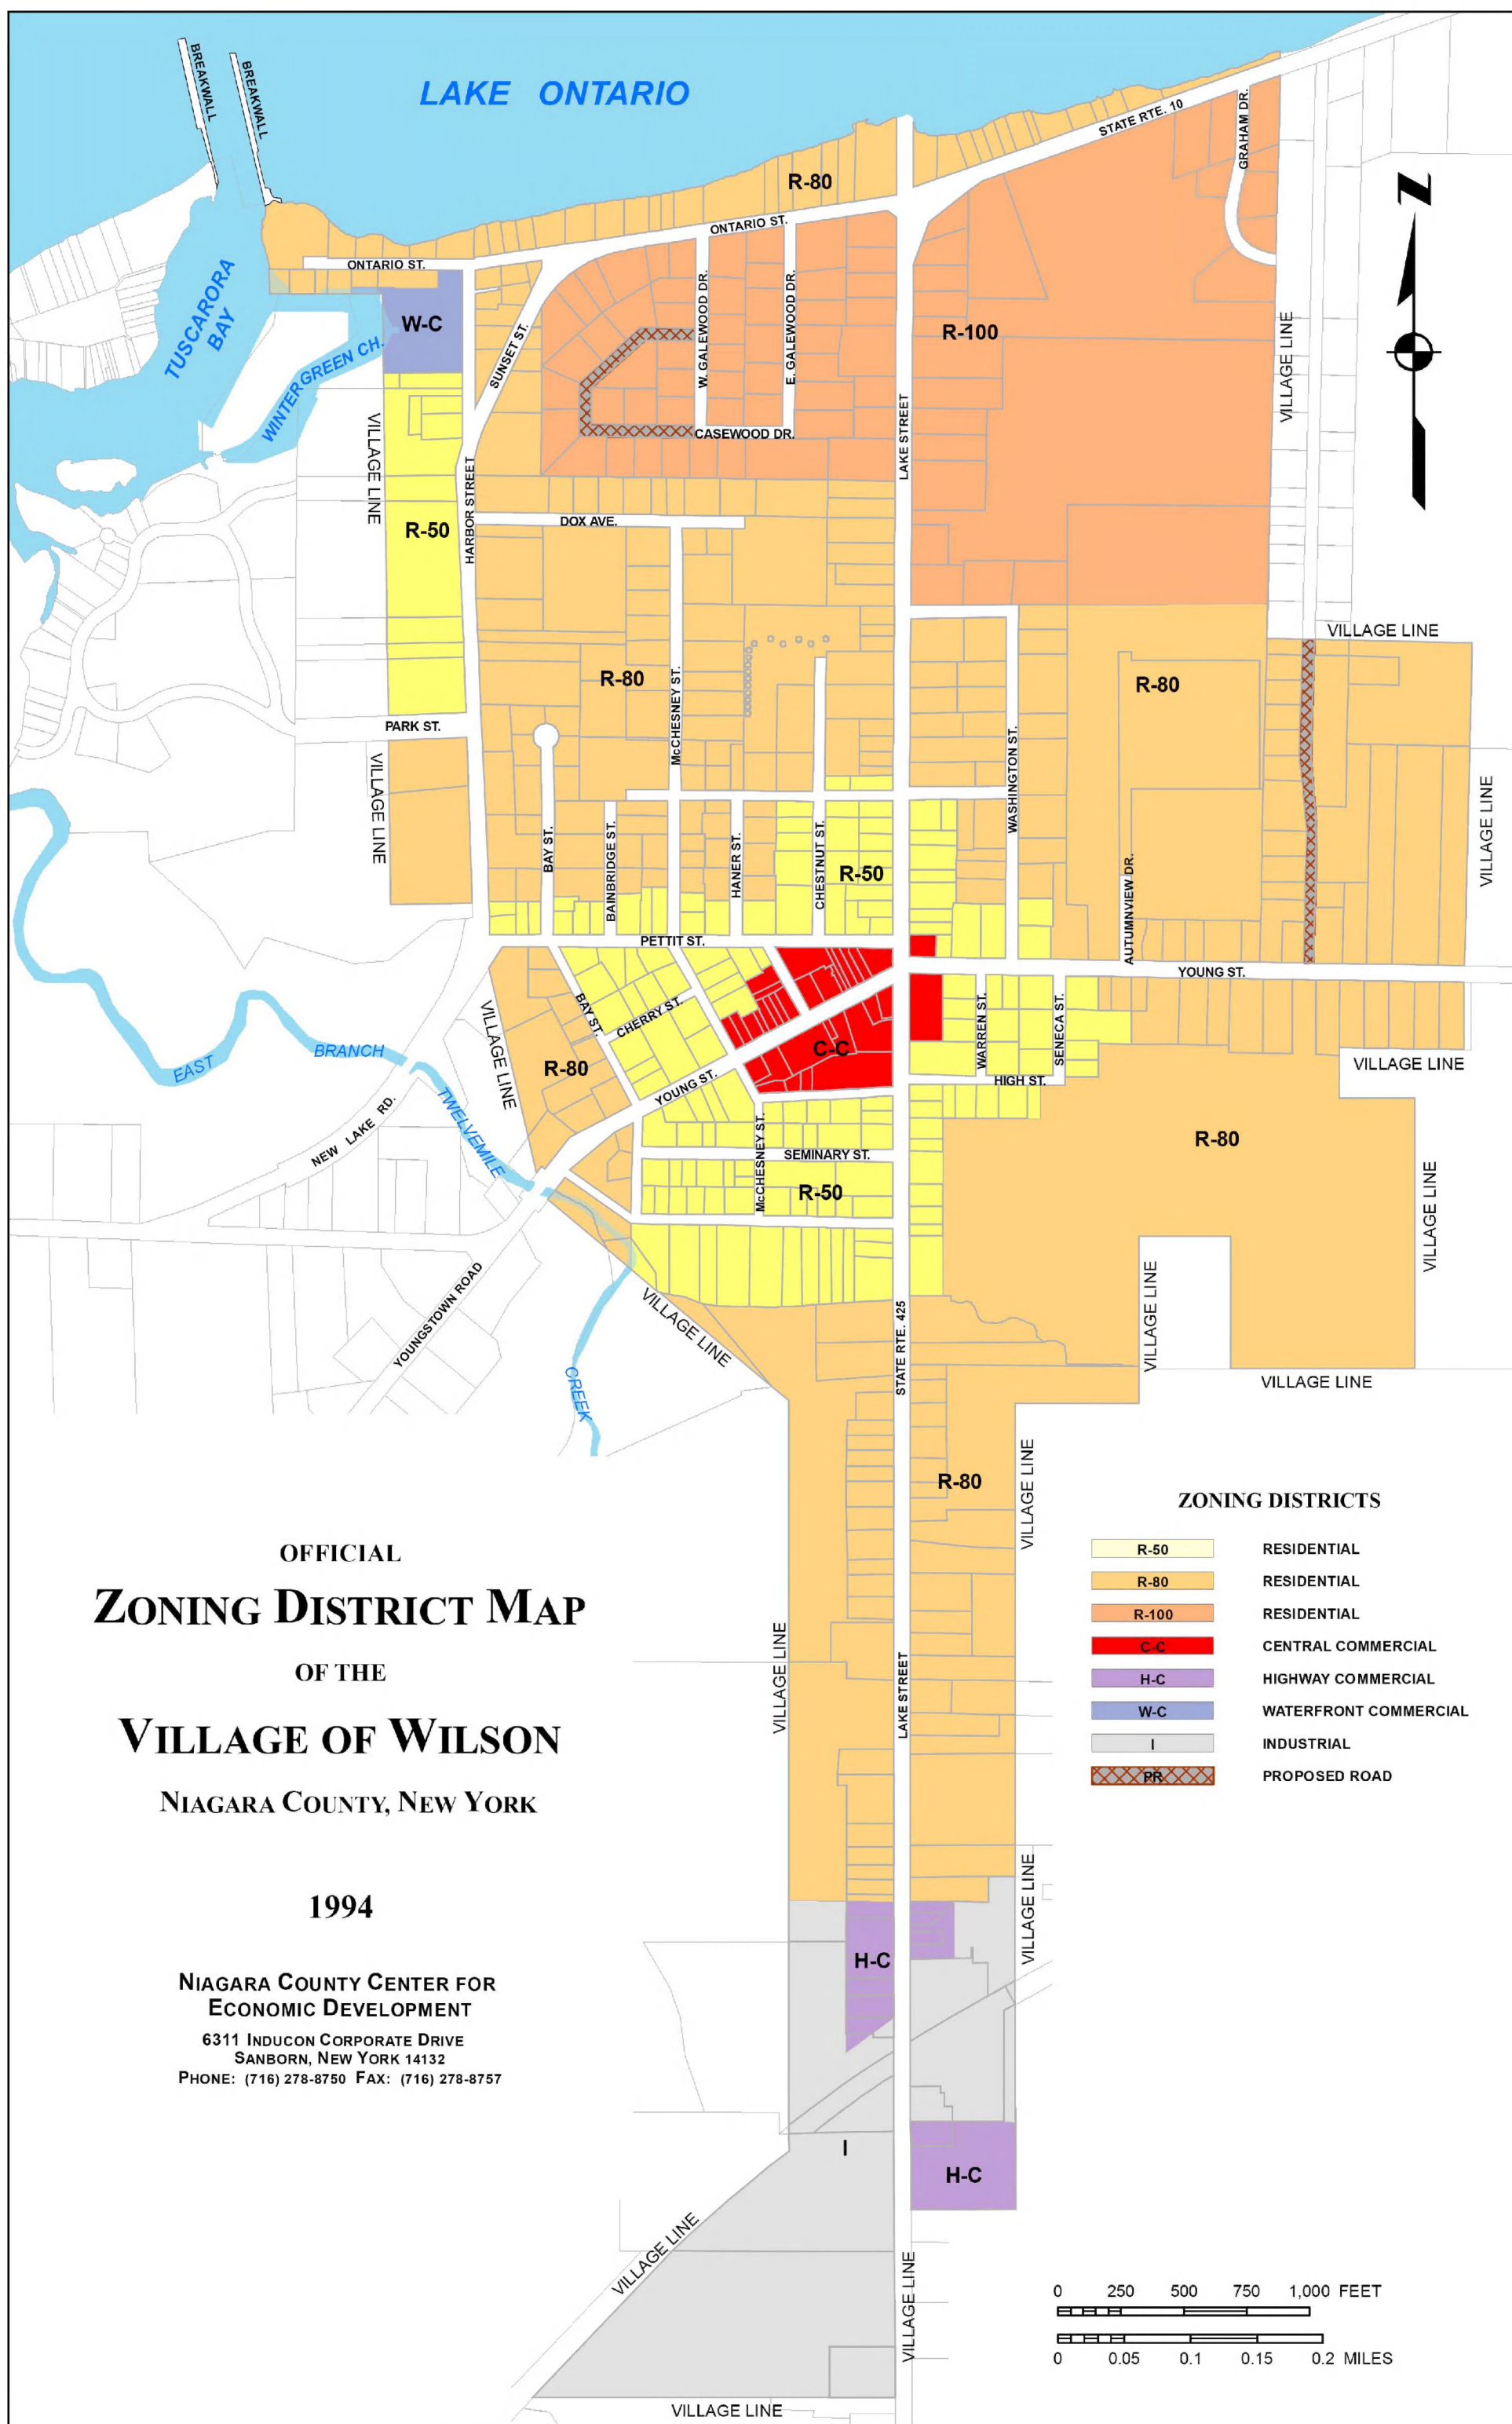 BREAKWALL
BREAKWALL
LAKE ONTARIO
STATE RTE. 10
GRAHAM DR.
R-80
ONTARIO ST.
ONTARIO ST.
N
TUSCARORA
BAY
W-C
WINTERGREEN CH.
SUNSET ST.
W. GALEWOOD DR.
E. GALEWOOD DR.
R-100
VILLAGE LINE
CASEWOOD DR.
LAKE STREET
VILLAGE LINE
R-50
HARBOR STREET
DOX AVE.
VILLAGE LINE
R-80
McCHESNEY ST.
R-80
PARK ST.
VILLAGE LINE
WASHINGTON ST.
VILLAGE LINE
BAY ST.
BAINBRIDGE ST.
HANER ST.
CHESTNUT ST.
R-50
AUTUMNVIEW DR.
PETTIT ST.
YOUNG ST.
BAY ST.
CHERRY ST.
WARREN ST.
SENECA ST.
VILLAGE LINE
EAST
BRANCH
TWELVEMILE
R-80
C-C
VILLAGE LINE
YOUNG ST.
HIGH ST.
NEW LAKE RD.
McCHESNEY ST.
SEMINARY ST.
R-80
R-50
VILLAGE LINE
YOUNGSTOWN ROAD
VILLAGE LINE
VILLAGE LINE
STATE RTE. 425
VILLAGE LINE
CREEK
R-80
VILLAGE LINE
OFFICIAL
ZONING DISTRICT MAP
OF THE
VILLAGE OF WILSON
NIAGARA COUNTY, NEW YORK
1994
NIAGARA COUNTY CENTER FOR
ECONOMIC DEVELOPMENT
6311 INDUCON CORPORATE DRIVE
SANBORN, NEW YORK 14132
PHONE: (716) 278-8750 FAX: (716) 278-8757
ZONING DISTRICTS
R-50 RESIDENTIAL
R-80 RESIDENTIAL
R-100 RESIDENTIAL
C-C CENTRAL COMMERCIAL
H-C HIGHWAY COMMERCIAL
W-C WATERFRONT COMMERCIAL
I INDUSTRIAL
PR PROPOSED ROAD
VILLAGE LINE
LAKE STREET
VILLAGE LINE
H-C
I
H-C
VILLAGE LINE
VILLAGE LINE
VILLAGE LINE
0 250 500 750 1,000 FEET
0 0.05 0.1 0.15 0.2 MILES